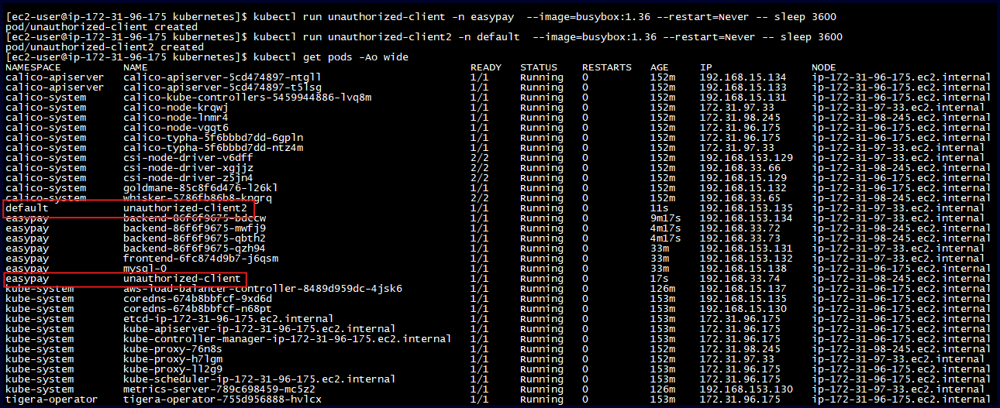 [ec2-user@ip-172-31-96-175 kubernetes]$ kubectl run unauthorized-client -n easypay  --image=busybox:1.36 --restart=Never -- sleep 3600
pod/unauthorized-client created
[ec2-user@ip-172-31-96-175 kubernetes]$ kubectl run unauthorized-client2 -n default  --image=busybox:1.36 --restart=Never -- sleep 3600
pod/unauthorized-client2 created
[ec2-user@ip-172-31-96-175 kubernetes]$ kubectl get pods -Ao wide
NAMESPACE NAME READY STATUS RESTARTS AGE IP NODE
calico-apiserver calico-apiserver-5cd474897-ntgll 1/1 Running 0 152m 192.168.15.134 ip-172-31-96-175.ec2.internal
calico-apiserver calico-apiserver-5cd474897-t5lsg 1/1 Running 0 152m 192.168.15.133 ip-172-31-96-175.ec2.internal
calico-system calico-kube-controllers-5459944886-lvq8m 1/1 Running 0 152m 192.168.15.131 ip-172-31-96-175.ec2.internal
calico-system calico-node-krqwj 1/1 Running 0 152m 172.31.97.33 ip-172-31-97-33.ec2.internal
calico-system calico-node-lnmr4 1/1 Running 0 152m 172.31.98.245 ip-172-31-98-245.ec2.internal
calico-system calico-node-vggt6 1/1 Running 0 152m 172.31.96.175 ip-172-31-96-175.ec2.internal
calico-system calico-typha-5f6bbbd7dd-6gpln 1/1 Running 0 152m 172.31.96.175 ip-172-31-96-175.ec2.internal
calico-system calico-typha-5f6bbbd7dd-ntz4m 1/1 Running 0 152m 172.31.97.33 ip-172-31-97-33.ec2.internal
calico-system csi-node-driver-v6dff 2/2 Running 0 152m 192.168.153.129 ip-172-31-97-33.ec2.internal
calico-system csi-node-driver-xgjjz 2/2 Running 0 152m 192.168.33.66 ip-172-31-98-245.ec2.internal
calico-system csi-node-driver-z5jn4 2/2 Running 0 152m 192.168.15.129 ip-172-31-96-175.ec2.internal
calico-system goldmane-85c8f6d476-l26kl 1/1 Running 0 152m 192.168.15.132 ip-172-31-96-175.ec2.internal
calico-system whisker-5786fb86b8-kngrq 2/2 Running 0 152m 192.168.33.65 ip-172-31-98-245.ec2.internal
default unauthorized-client2 1/1 Running 0 11s 192.168.153.135 ip-172-31-97-33.ec2.internal
easypay backend-86f6f9675-bdccw 1/1 Running 0 9m17s 192.168.153.134 ip-172-31-97-33.ec2.internal
easypay backend-86f6f9675-mwfj9 1/1 Running 0 4m17s 192.168.33.72 ip-172-31-98-245.ec2.internal
easypay backend-86f6f9675-qbth2 1/1 Running 0 4m17s 192.168.33.73 ip-172-31-98-245.ec2.internal
easypay backend-86f6f9675-qzh94 1/1 Running 0 33m 192.168.153.131 ip-172-31-97-33.ec2.internal
easypay frontend-6fc874d9b7-j6qsm 1/1 Running 0 33m 192.168.153.132 ip-172-31-97-33.ec2.internal
easypay mysql-0 1/1 Running 0 33m 192.168.15.138 ip-172-31-96-175.ec2.internal
easypay unauthorized-client 1/1 Running 0 17s 192.168.33.74 ip-172-31-98-245.ec2.internal
kube-system aws-load-balancer-controller-8489d959dc-4jsk6 1/1 Running 0 126m 192.168.15.137 ip-172-31-96-175.ec2.internal
kube-system coredns-674b8bbfcf-9xd6d 1/1 Running 0 153m 192.168.15.135 ip-172-31-96-175.ec2.internal
kube-system coredns-674b8bbfcf-n68pt 1/1 Running 0 153m 192.168.15.130 ip-172-31-96-175.ec2.internal
kube-system etcd-ip-172-31-96-175.ec2.internal 1/1 Running 0 153m 172.31.96.175 ip-172-31-96-175.ec2.internal
kube-system kube-apiserver-ip-172-31-96-175.ec2.internal 1/1 Running 0 153m 172.31.96.175 ip-172-31-96-175.ec2.internal
kube-system kube-controller-manager-ip-172-31-96-175.ec2.internal 1/1 Running 0 153m 172.31.96.175 ip-172-31-96-175.ec2.internal
kube-system kube-proxy-76n8s 1/1 Running 0 153m 172.31.98.245 ip-172-31-98-245.ec2.internal
kube-system kube-proxy-h7lgm 1/1 Running 0 153m 172.31.97.33 ip-172-31-97-33.ec2.internal
kube-system kube-proxy-ll2g9 1/1 Running 0 153m 172.31.96.175 ip-172-31-96-175.ec2.internal
kube-system kube-scheduler-ip-172-31-96-175.ec2.internal 1/1 Running 0 153m 172.31.96.175 ip-172-31-96-175.ec2.internal
kube-system metrics-server-789c698459-mc5z2 1/1 Running 0 126m 192.168.153.130 ip-172-31-97-33.ec2.internal
tigera-operator tigera-operator-755d956888-hvlcx 1/1 Running 0 153m 172.31.96.175 ip-172-31-96-175.ec2.internal